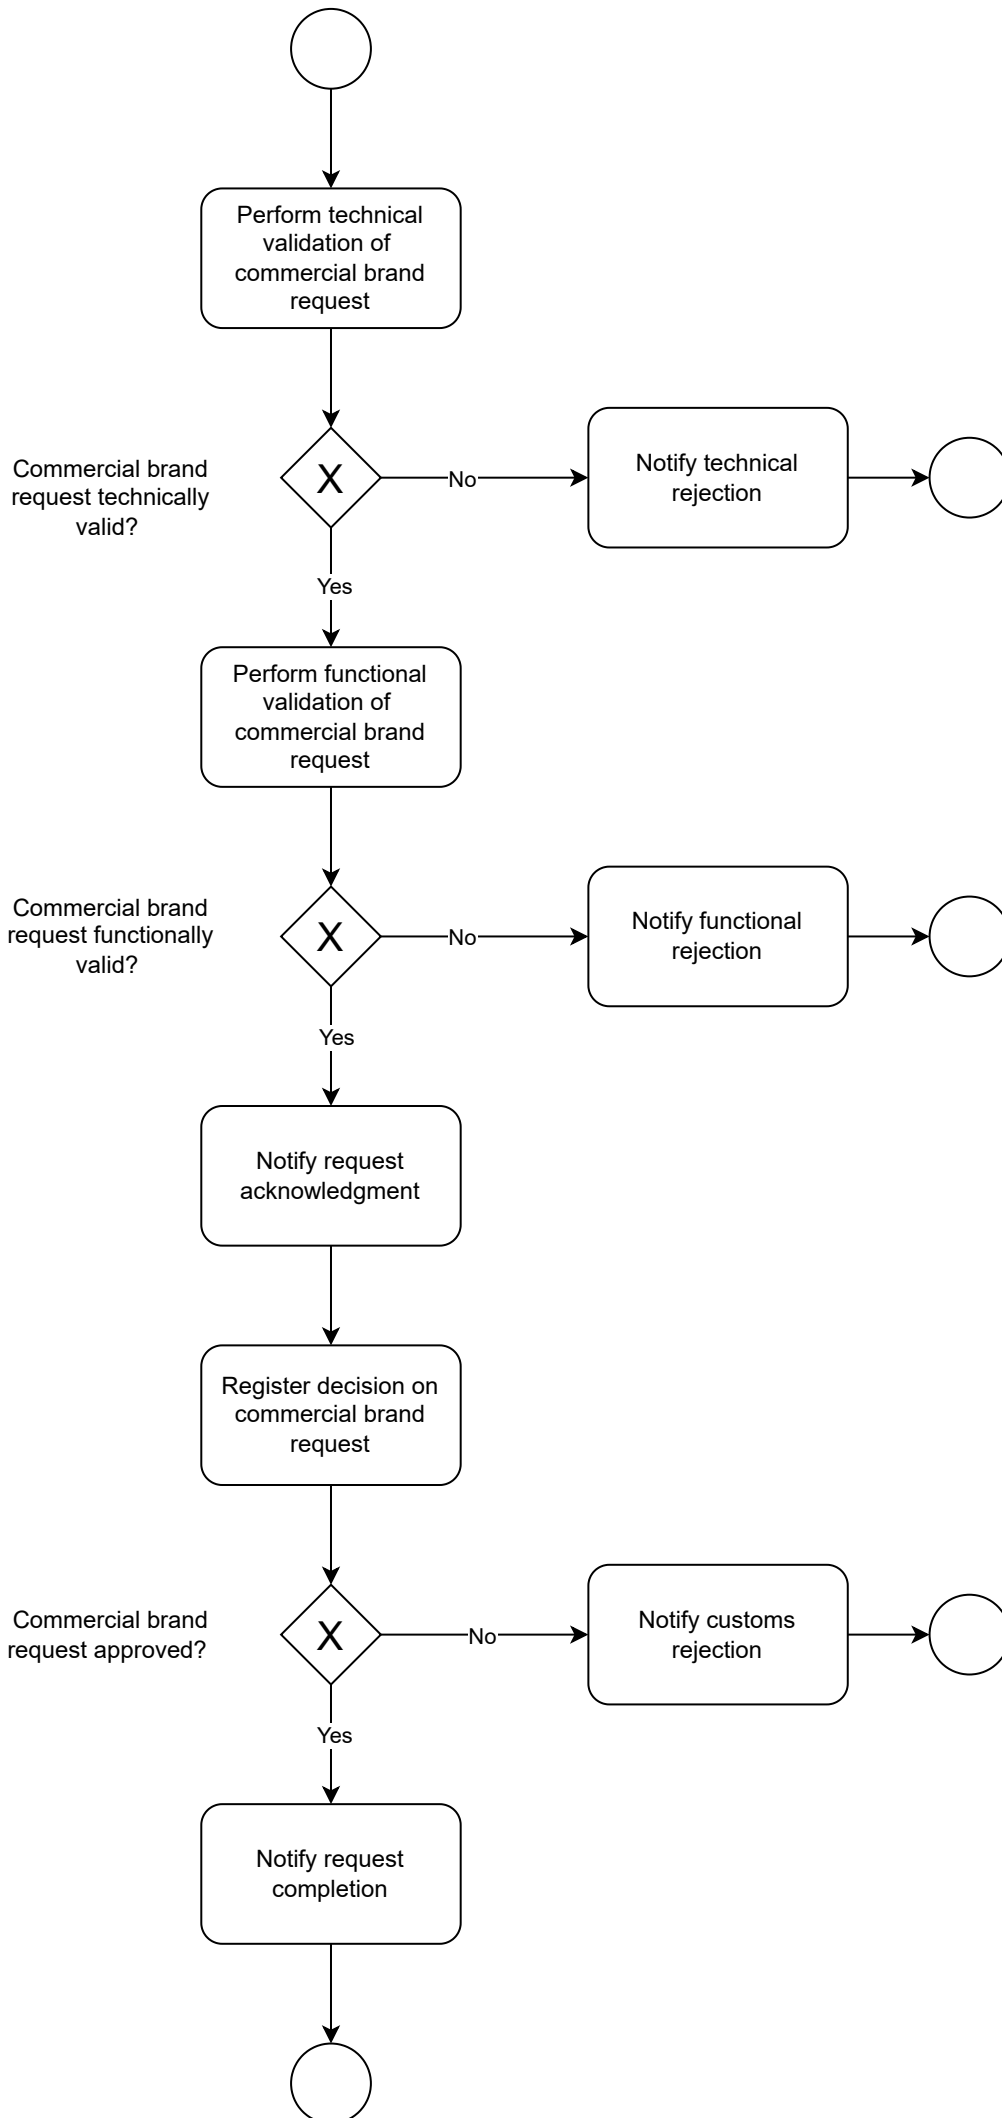 Perform technical
validation of
commercial brand
request
Commercial brand
request technically
valid?
X
No
Notify technical
rejection
Yes
Perform functional
validation of
commercial brand
request
Commercial brand
request functionally
valid?
X
No
Notify functional
rejection
Yes
Notify request
acknowledgment
Register decision on
commercial brand
request
Commercial brand
request approved?
X
No
Notify customs
rejection
Yes
Notify request
completion